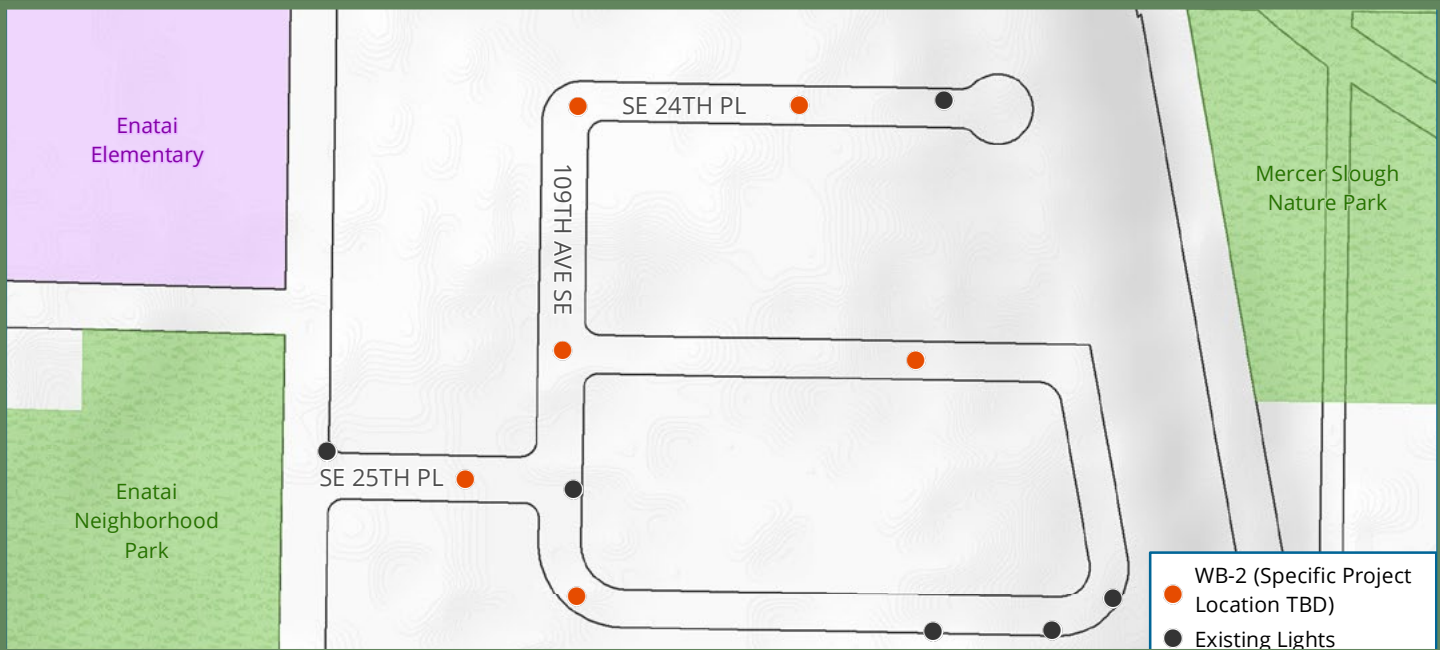 Enatai
Elementary
SE 24TH PL
109TH AVE SE
Mercer Slough
Nature Park
SE 25TH PL
Enatai
Neighborhood
Park
WB-2 (Specific Project
Location TBD)
Existing Lights